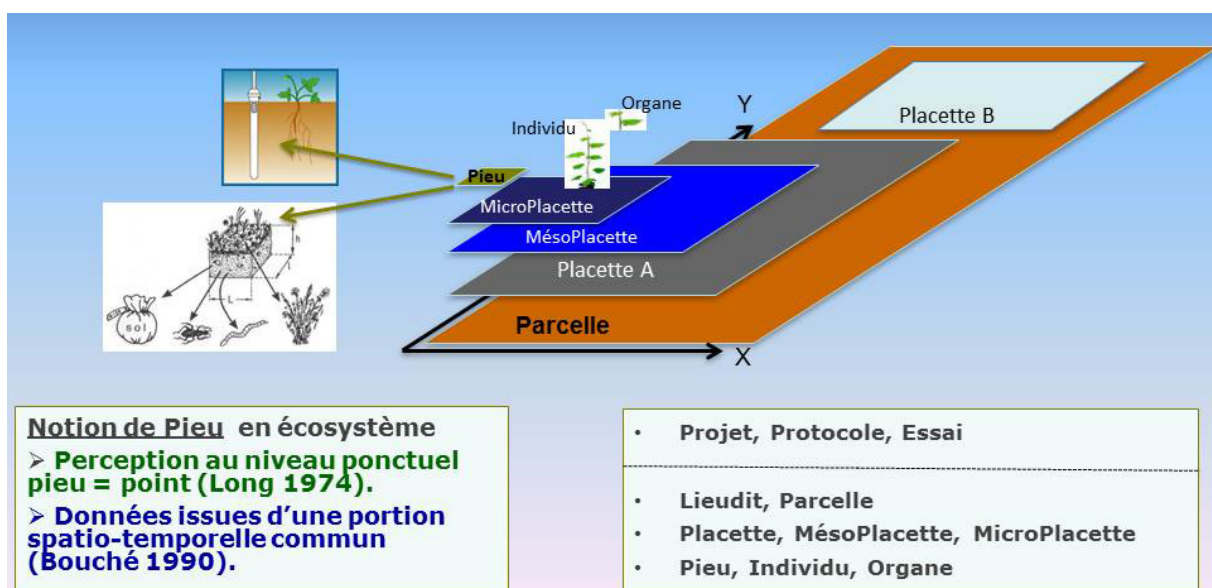 Organe
Y
Individu
Placette B
Pieu
MicroPlacette
MésoPlacette
Placette A
Parcelle
X
h
l
L
sol
Notion de Pieu en écosystème
➢ Perception au niveau ponctuel
pieu = point (Long 1974).
➢ Données issues d’une portion
spatio-temporelle commun
(Bouché 1990).
• Projet, Protocole, Essai
• Lieudit, Parcelle
• Placette, MésoPlacette, MicroPlacette
• Pieu, Individu, Organe